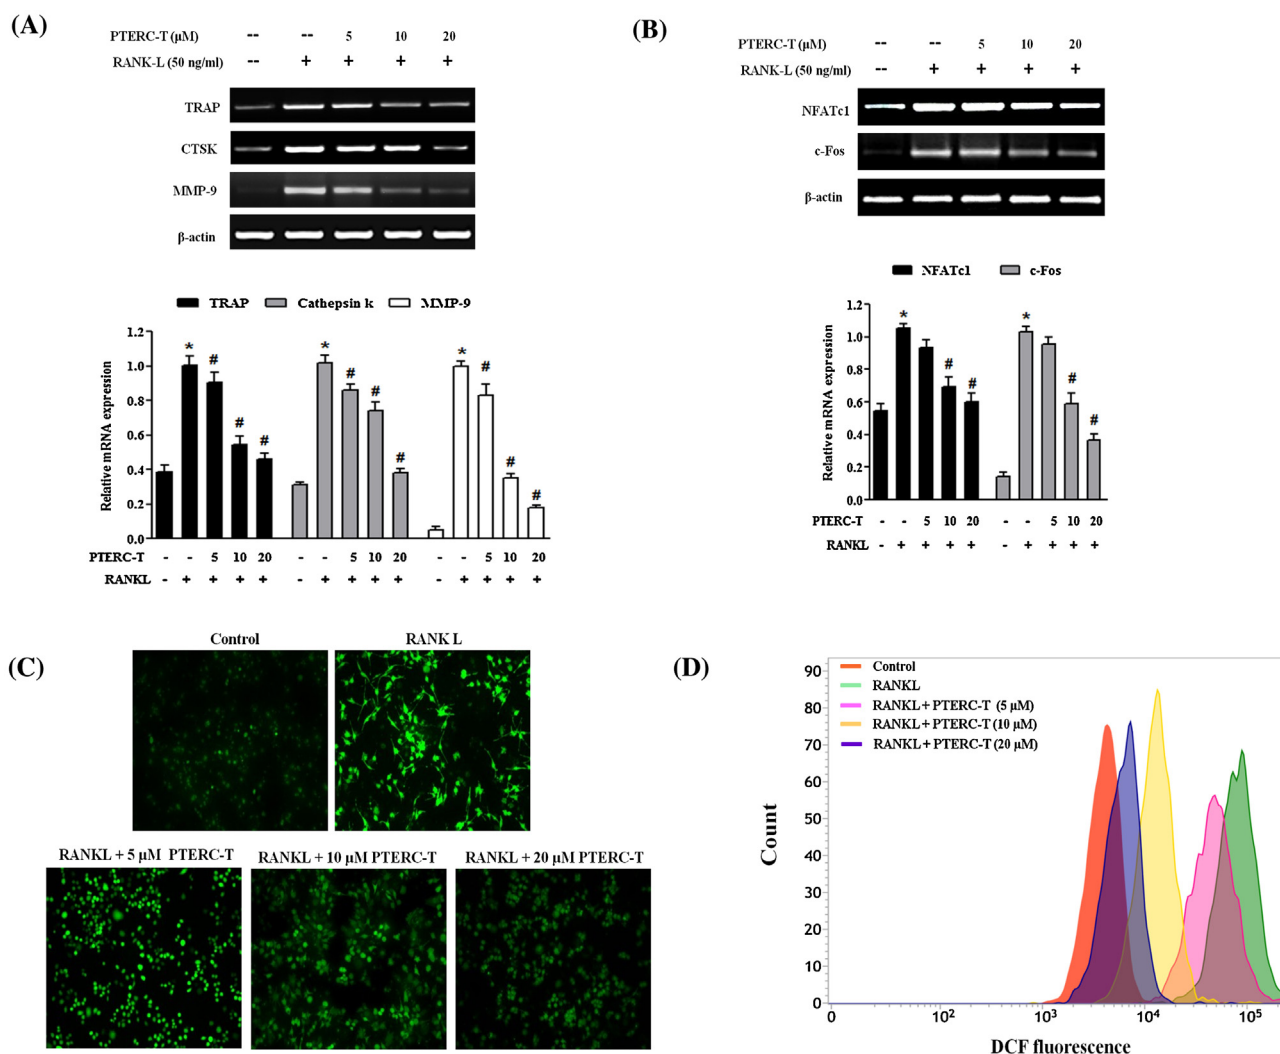 (A)
PTERC-T (μM) -- -- 5 10 20
RANK-L (50 ng/ml) -- + + + +
TRAP
CTSK
MMP-9
β-actin
TRAP Cathepsin k MMP-9
Relative mRNA expression
1.2
1.0
0.8
0.6
0.4
0.2
0.0
* # # #
* # # #
* # # #
PTERC-T - - 5 10 20 - - 5 10 20 - - 5 10 20
RANKL - + + + + - + + + + - + + + +
(B)
PTERC-T (μM) -- -- 5 10 20
RANK-L (50 ng/ml) -- + + + +
NFATc1
c-Fos
β-actin
NFATc1 c-Fos
Relative mRNA expression
1.2
1.0
0.8
0.6
0.4
0.2
0.0
* # #
* # #
PTERC-T - - 5 10 20 - - 5 10 20
RANKL - + + + + - + + + +
(C)
Control RANK L
RANKL + 5 μM PTERC-T RANKL + 10 μM PTERC-T RANKL + 20 μM PTERC-T
(D)
Control
RANKL
RANKL + PTERC-T (5 μM)
RANKL + PTERC-T (10 μM)
RANKL + PTERC-T (20 μM)
Count
90
80
70
60
50
40
30
20
10
0
0 10² 10³ 10⁴ 10⁵
DCF fluorescence